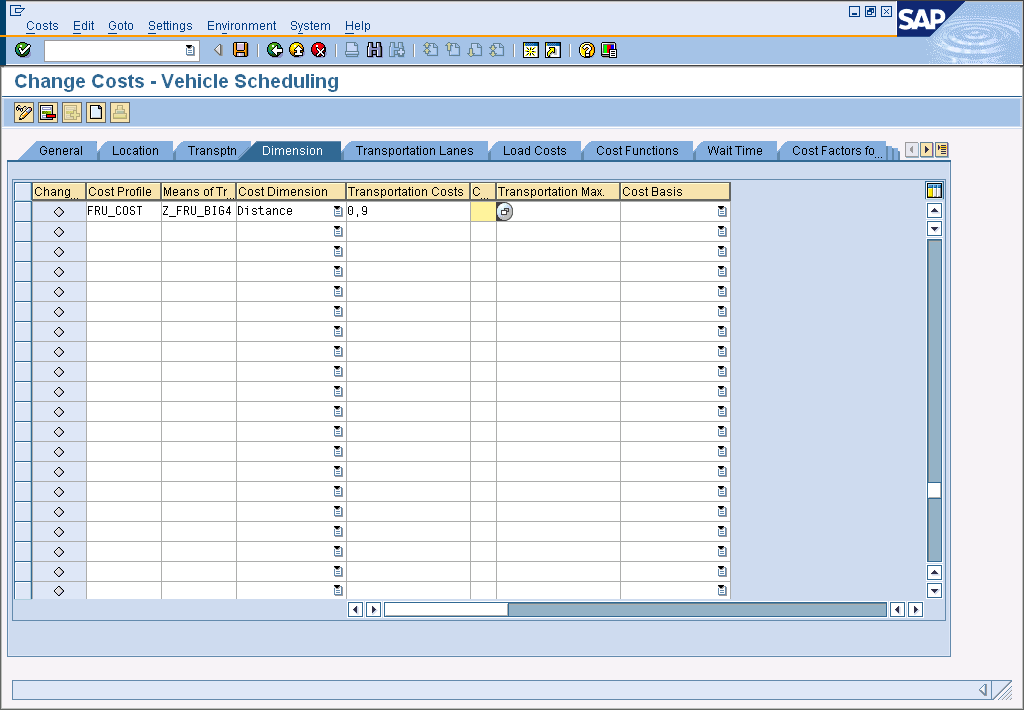 Costs Edit Goto Settings Environment System Help
SAP
Change Costs - Vehicle Scheduling
General Location Transptn Dimension Transportation Lanes Load Costs Cost Functions Wait Time Cost Factors fo...
Chang... Cost Profile Means of Tr... Cost Dimension Transportation Costs C... Transportation Max. Cost Basis
FRU_COST Z_FRU_BIG4 Distance 0,9